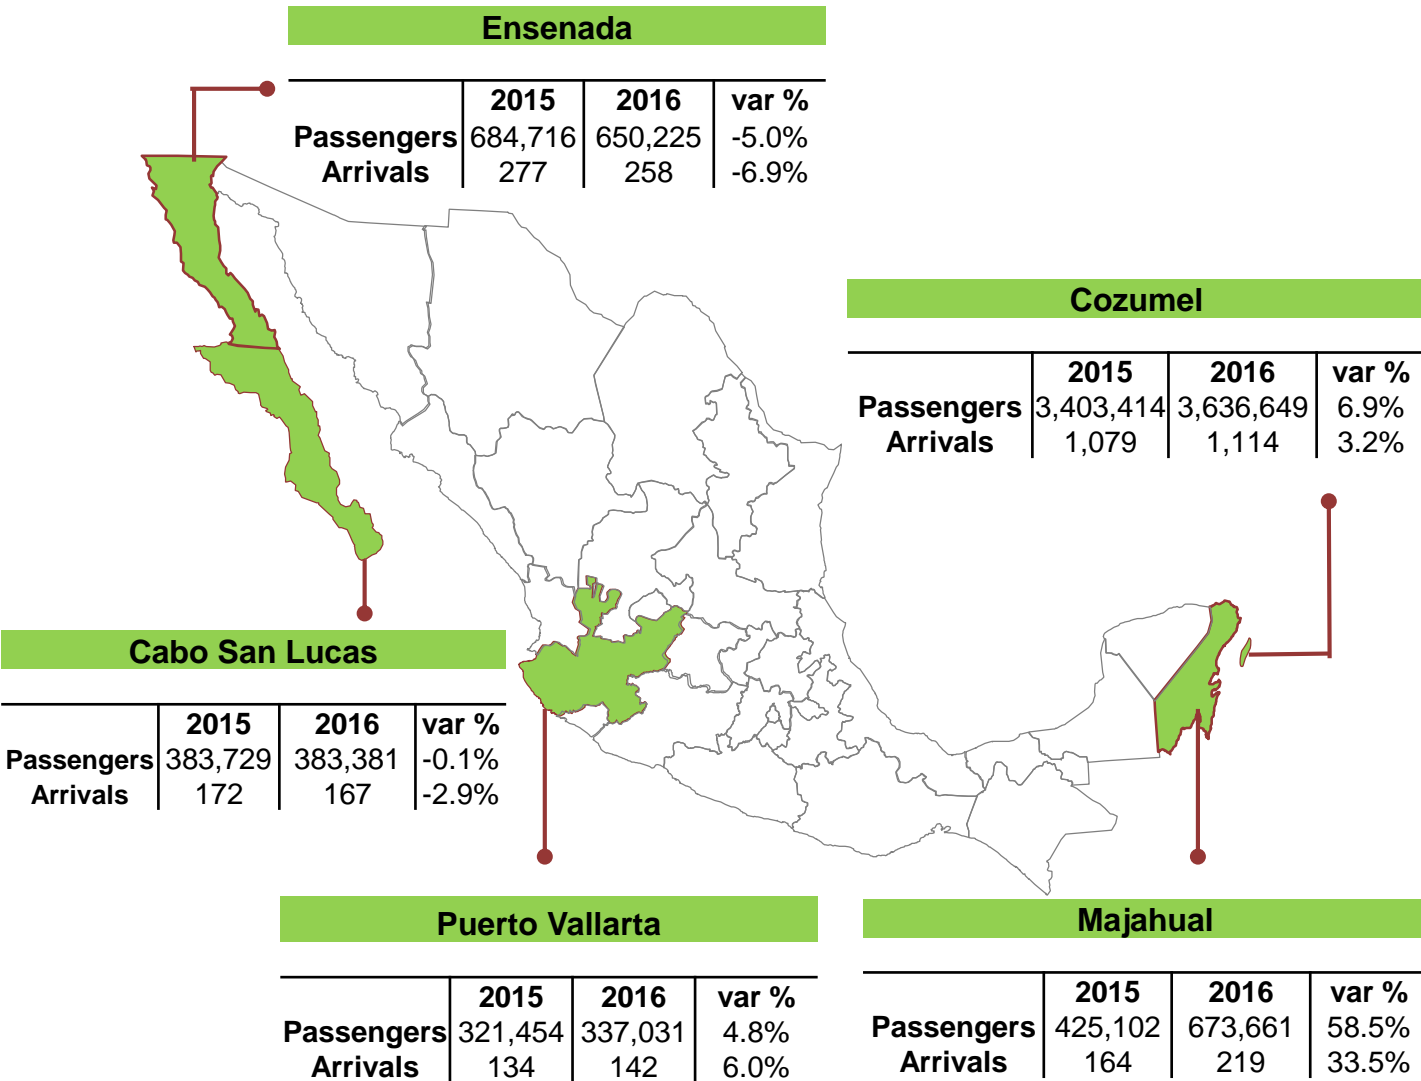 Ensenada
2015 2016 var %
Passengers 684,716 650,225 -5.0%
Arrivals 277 258 -6.9%
Cozumel
2015 2016 var %
Passengers 3,403,414 3,636,649 6.9%
Arrivals 1,079 1,114 3.2%
Cabo San Lucas
2015 2016 var %
Passengers 383,729 383,381 -0.1%
Arrivals 172 167 -2.9%
Puerto Vallarta
2015 2016 var %
Passengers 321,454 337,031 4.8%
Arrivals 134 142 6.0%
Majahual
2015 2016 var %
Passengers 425,102 673,661 58.5%
Arrivals 164 219 33.5%